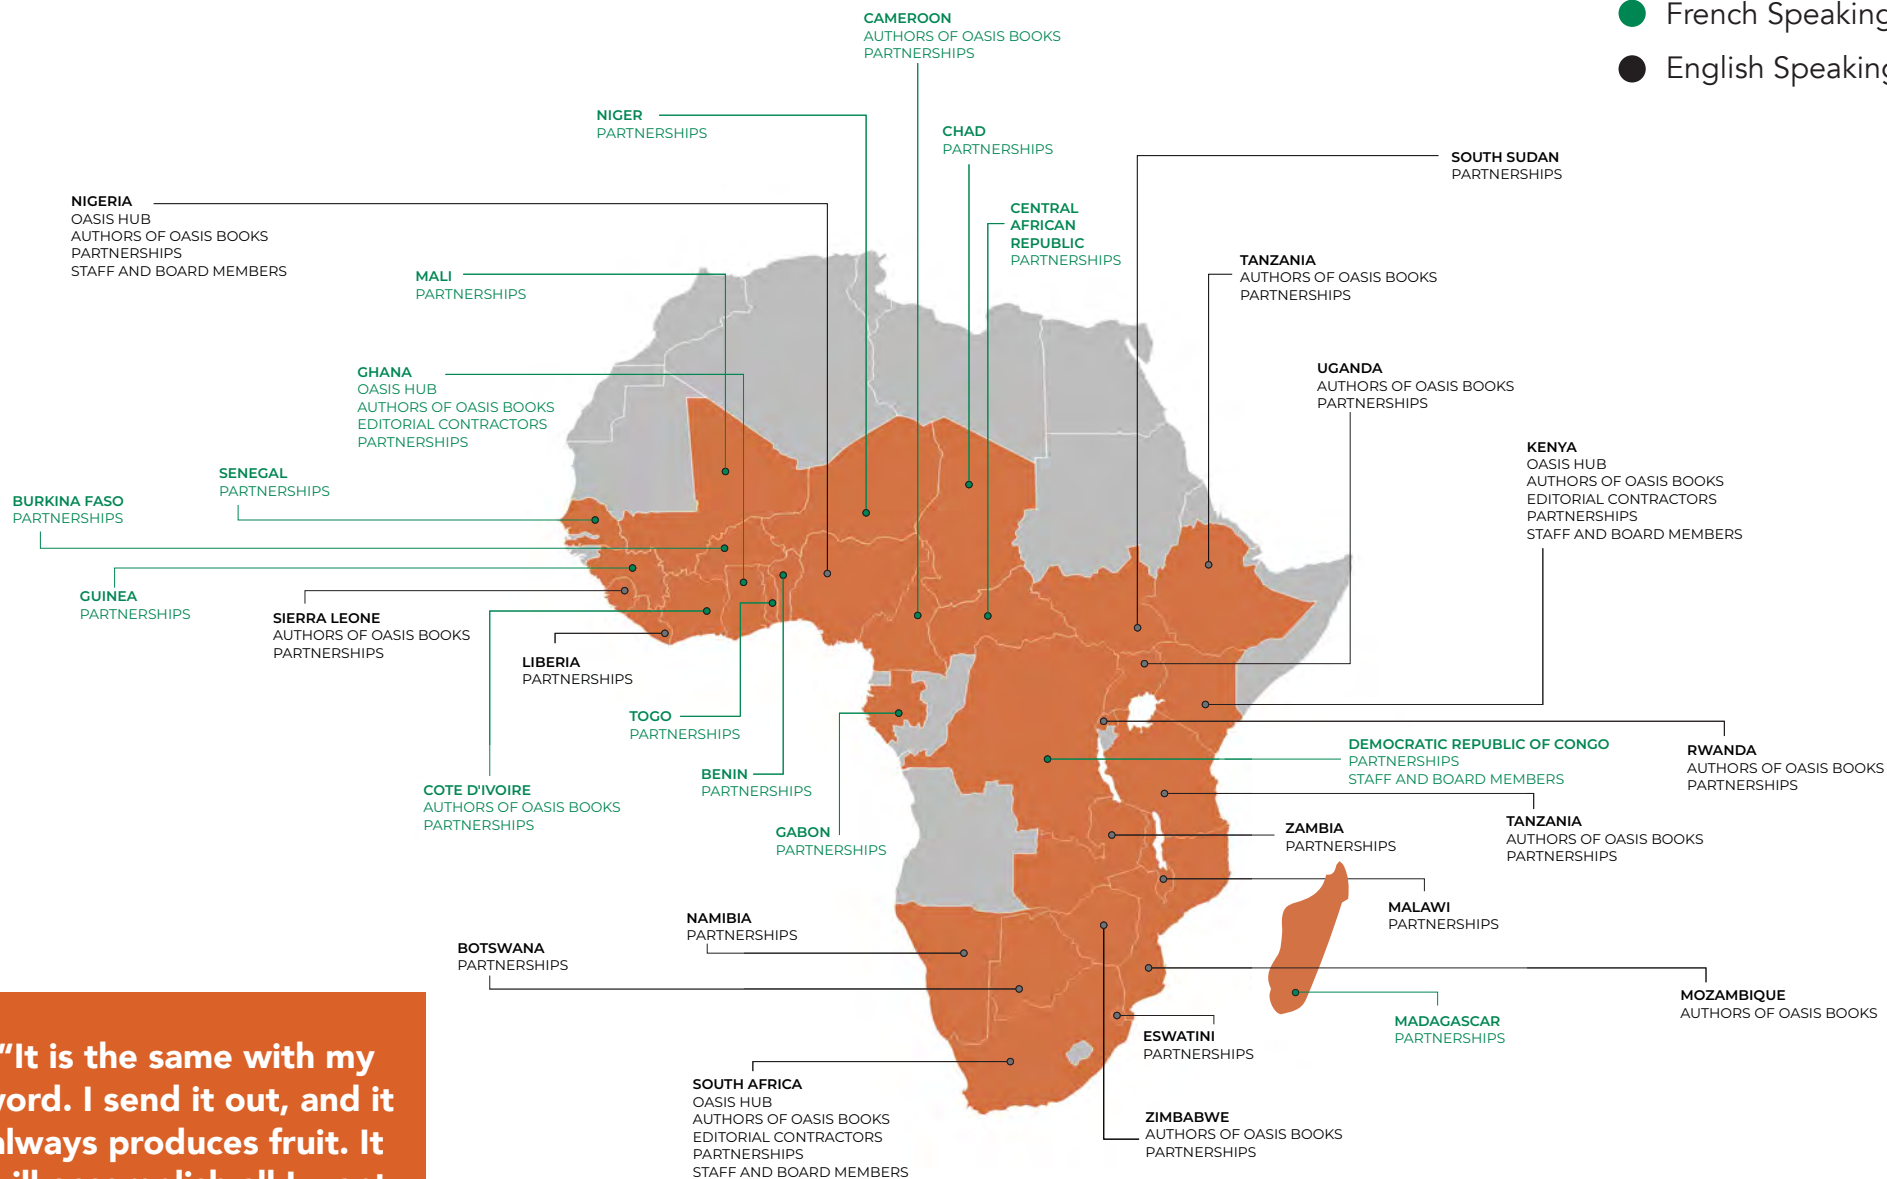 French Speaking
English Speaking
CAMEROON
AUTHORS OF OASIS BOOKS
PARTNERSHIPS
NIGER
PARTNERSHIPS
CHAD
PARTNERSHIPS
SOUTH SUDAN
PARTNERSHIPS
NIGERIA
OASIS HUB
AUTHORS OF OASIS BOOKS
PARTNERSHIPS
STAFF AND BOARD MEMBERS
CENTRAL
AFRICAN
REPUBLIC
PARTNERSHIPS
MALI
PARTNERSHIPS
TANZANIA
AUTHORS OF OASIS BOOKS
PARTNERSHIPS
GHANA
OASIS HUB
AUTHORS OF OASIS BOOKS
EDITORIAL CONTRACTORS
PARTNERSHIPS
UGANDA
AUTHORS OF OASIS BOOKS
PARTNERSHIPS
KENYA
OASIS HUB
AUTHORS OF OASIS BOOKS
EDITORIAL CONTRACTORS
PARTNERSHIPS
STAFF AND BOARD MEMBERS
SENEGAL
PARTNERSHIPS
BURKINA FASO
PARTNERSHIPS
GUINEA
PARTNERSHIPS
SIERRA LEONE
AUTHORS OF OASIS BOOKS
PARTNERSHIPS
LIBERIA
PARTNERSHIPS
TOGO
PARTNERSHIPS
BENIN
PARTNERSHIPS
COTE D'IVOIRE
AUTHORS OF OASIS BOOKS
PARTNERSHIPS
GABON
PARTNERSHIPS
DEMOCRATIC REPUBLIC OF CONGO
PARTNERSHIPS
STAFF AND BOARD MEMBERS
RWANDA
AUTHORS OF OASIS BOOKS
PARTNERSHIPS
TANZANIA
AUTHORS OF OASIS BOOKS
PARTNERSHIPS
ZAMBIA
PARTNERSHIPS
MALAWI
PARTNERSHIPS
NAMIBIA
PARTNERSHIPS
BOTSWANA
PARTNERSHIPS
MOZAMBIQUE
AUTHORS OF OASIS BOOKS
MADAGASCAR
PARTNERSHIPS
ESWATINI
PARTNERSHIPS
SOUTH AFRICA
OASIS HUB
AUTHORS OF OASIS BOOKS
EDITORIAL CONTRACTORS
PARTNERSHIPS
STAFF AND BOARD MEMBERS
ZIMBABWE
AUTHORS OF OASIS BOOKS
PARTNERSHIPS
“It is the same with my
word. I send it out, and it
always produces fruit. It